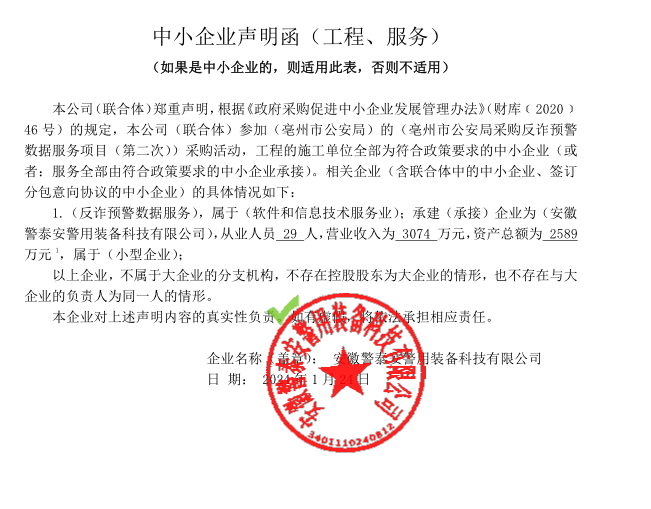 中小企业声明函（工程、服务）
（如果是中小企业的，则适用此表，否则不适用）
本公司（联合体）郑重声明，根据《政府采购促进中小企业发展管理办法》（财库﹝2020﹞
46 号）的规定，本公司（联合体）参加（亳州市公安局）的（亳州市公安局采购反诈预警
数据服务项目（第二次））采购活动，工程的施工单位全部为符合政策要求的中小企业（或
者：服务全部由符合政策要求的中小企业承接）。相关企业（含联合体中的中小企业、签订
分包意向协议的中小企业）的具体情况如下：
1. （反诈预警数据服务），属于（软件和信息技术服务业）；承建（承接）企业为（安徽
警泰安警用装备科技有限公司），从业人员 29 人，营业收入为 3074 万元，资产总额为 2589
万元¹，属于（小型企业）；
以上企业，不属于大企业的分支机构，不存在控股股东为大企业的情形，也不存在与大
企业的负责人为同一人的情形。
本企业对上述声明内容的真实性负责。如有虚假，将依法承担相应责任。
企业名称（盖章）： 安徽警泰安警用装备科技有限公司
日 期： 2024 年 1 月 24 日
安徽警泰安警用装备科技有限公司
3401110240812